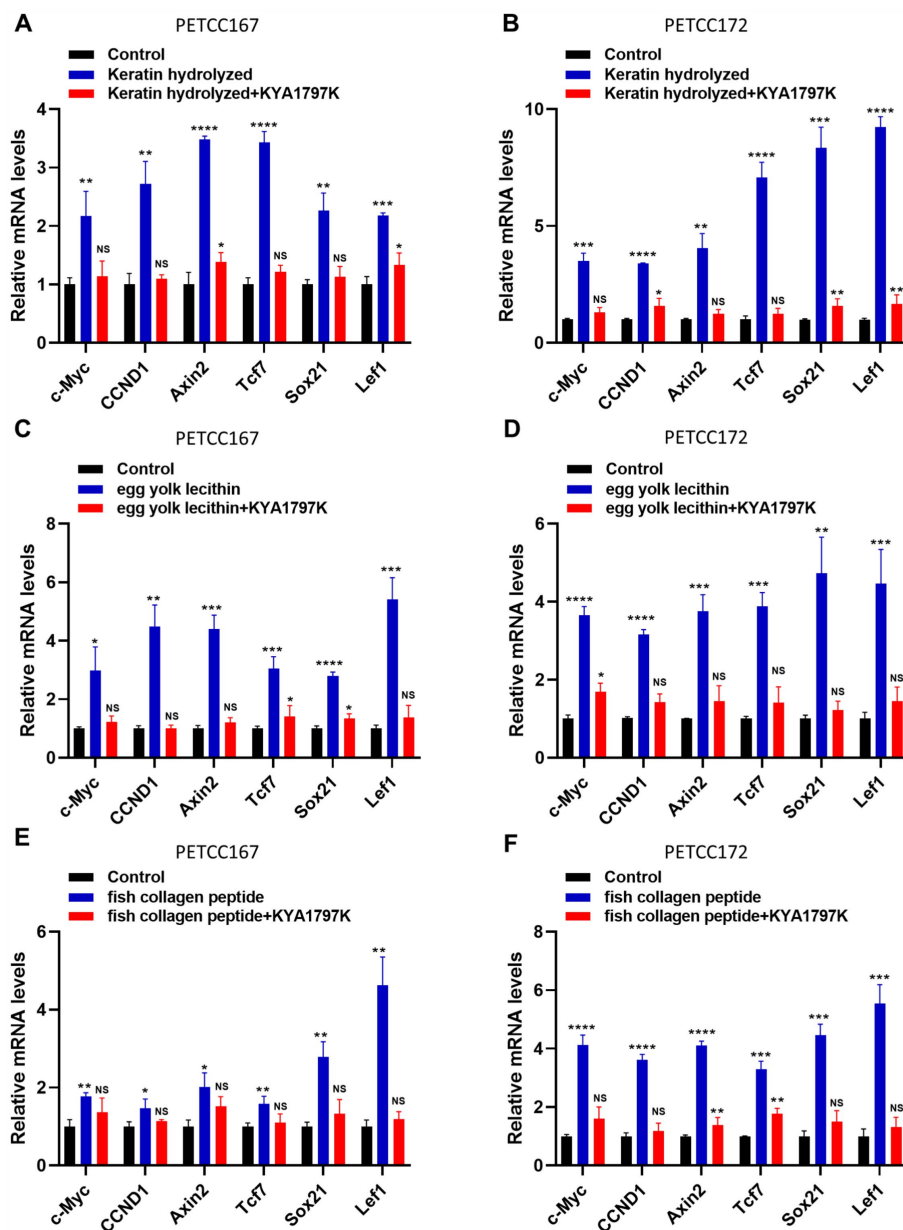 A PETCC167
Control
Keratin hydrolyzed
Keratin hydrolyzed+KYA1797K
Relative mRNA levels
4
3
2
1
0
** NS ** NS **** * **** NS ** NS *** *
c-Myc CCND1 Axin2 Tcf7 Sox21 Lef1
B PETCC172
Control
Keratin hydrolyzed
Keratin hydrolyzed+KYA1797K
Relative mRNA levels
10
5
0
*** NS **** * ** NS **** NS *** ** **** **
c-Myc CCND1 Axin2 Tcf7 Sox21 Lef1
C PETCC167
Control
egg yolk lecithin
egg yolk lecithin+KYA1797K
Relative mRNA levels
8
6
4
2
0
* NS ** NS *** NS *** * **** * *** NS
c-Myc CCND1 Axin2 Tcf7 Sox21 Lef1
D PETCC172
Control
egg yolk lecithin
egg yolk lecithin+KYA1797K
Relative mRNA levels
6
4
2
0
**** * **** NS *** NS *** NS ** NS *** NS
c-Myc CCND1 Axin2 Tcf7 Sox21 Lef1
E PETCC167
Control
fish collagen peptide
fish collagen peptide+KYA1797K
Relative mRNA levels
6
4
2
0
** NS * NS * NS ** NS ** NS ** NS
c-Myc CCND1 Axin2 Tcf7 Sox21 Lef1
F PETCC172
Control
fish collagen peptide
fish collagen peptide+KYA1797K
Relative mRNA levels
8
6
4
2
0
**** NS **** NS **** ** *** ** *** NS *** NS
c-Myc CCND1 Axin2 Tcf7 Sox21 Lef1